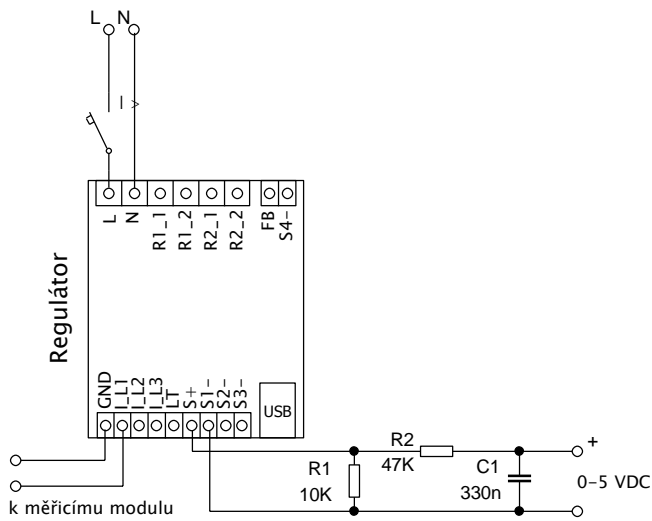 L N
I >
L
N
R1_1
R1_2
R2_1
R2_2
FB
S4-
Regulátor
GND
I_L1
I_L2
I_L3
LT
S+
S1-
S2-
S3-
USB
R2
47K
+
R1
10K
C1
330n
0-5 VDC
k měřicímu modulu